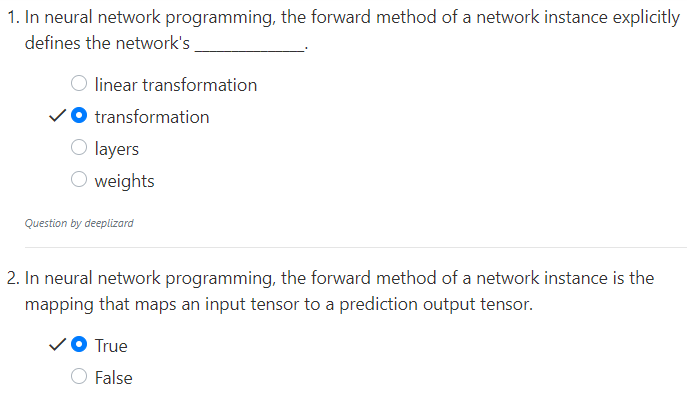 1. In neural network programming, the forward method of a network instance explicitly
defines the network's ____________.
linear transformation
transformation
layers
weights
Question by deeplizard
2. In neural network programming, the forward method of a network instance is the
mapping that maps an input tensor to a prediction output tensor.
True
False